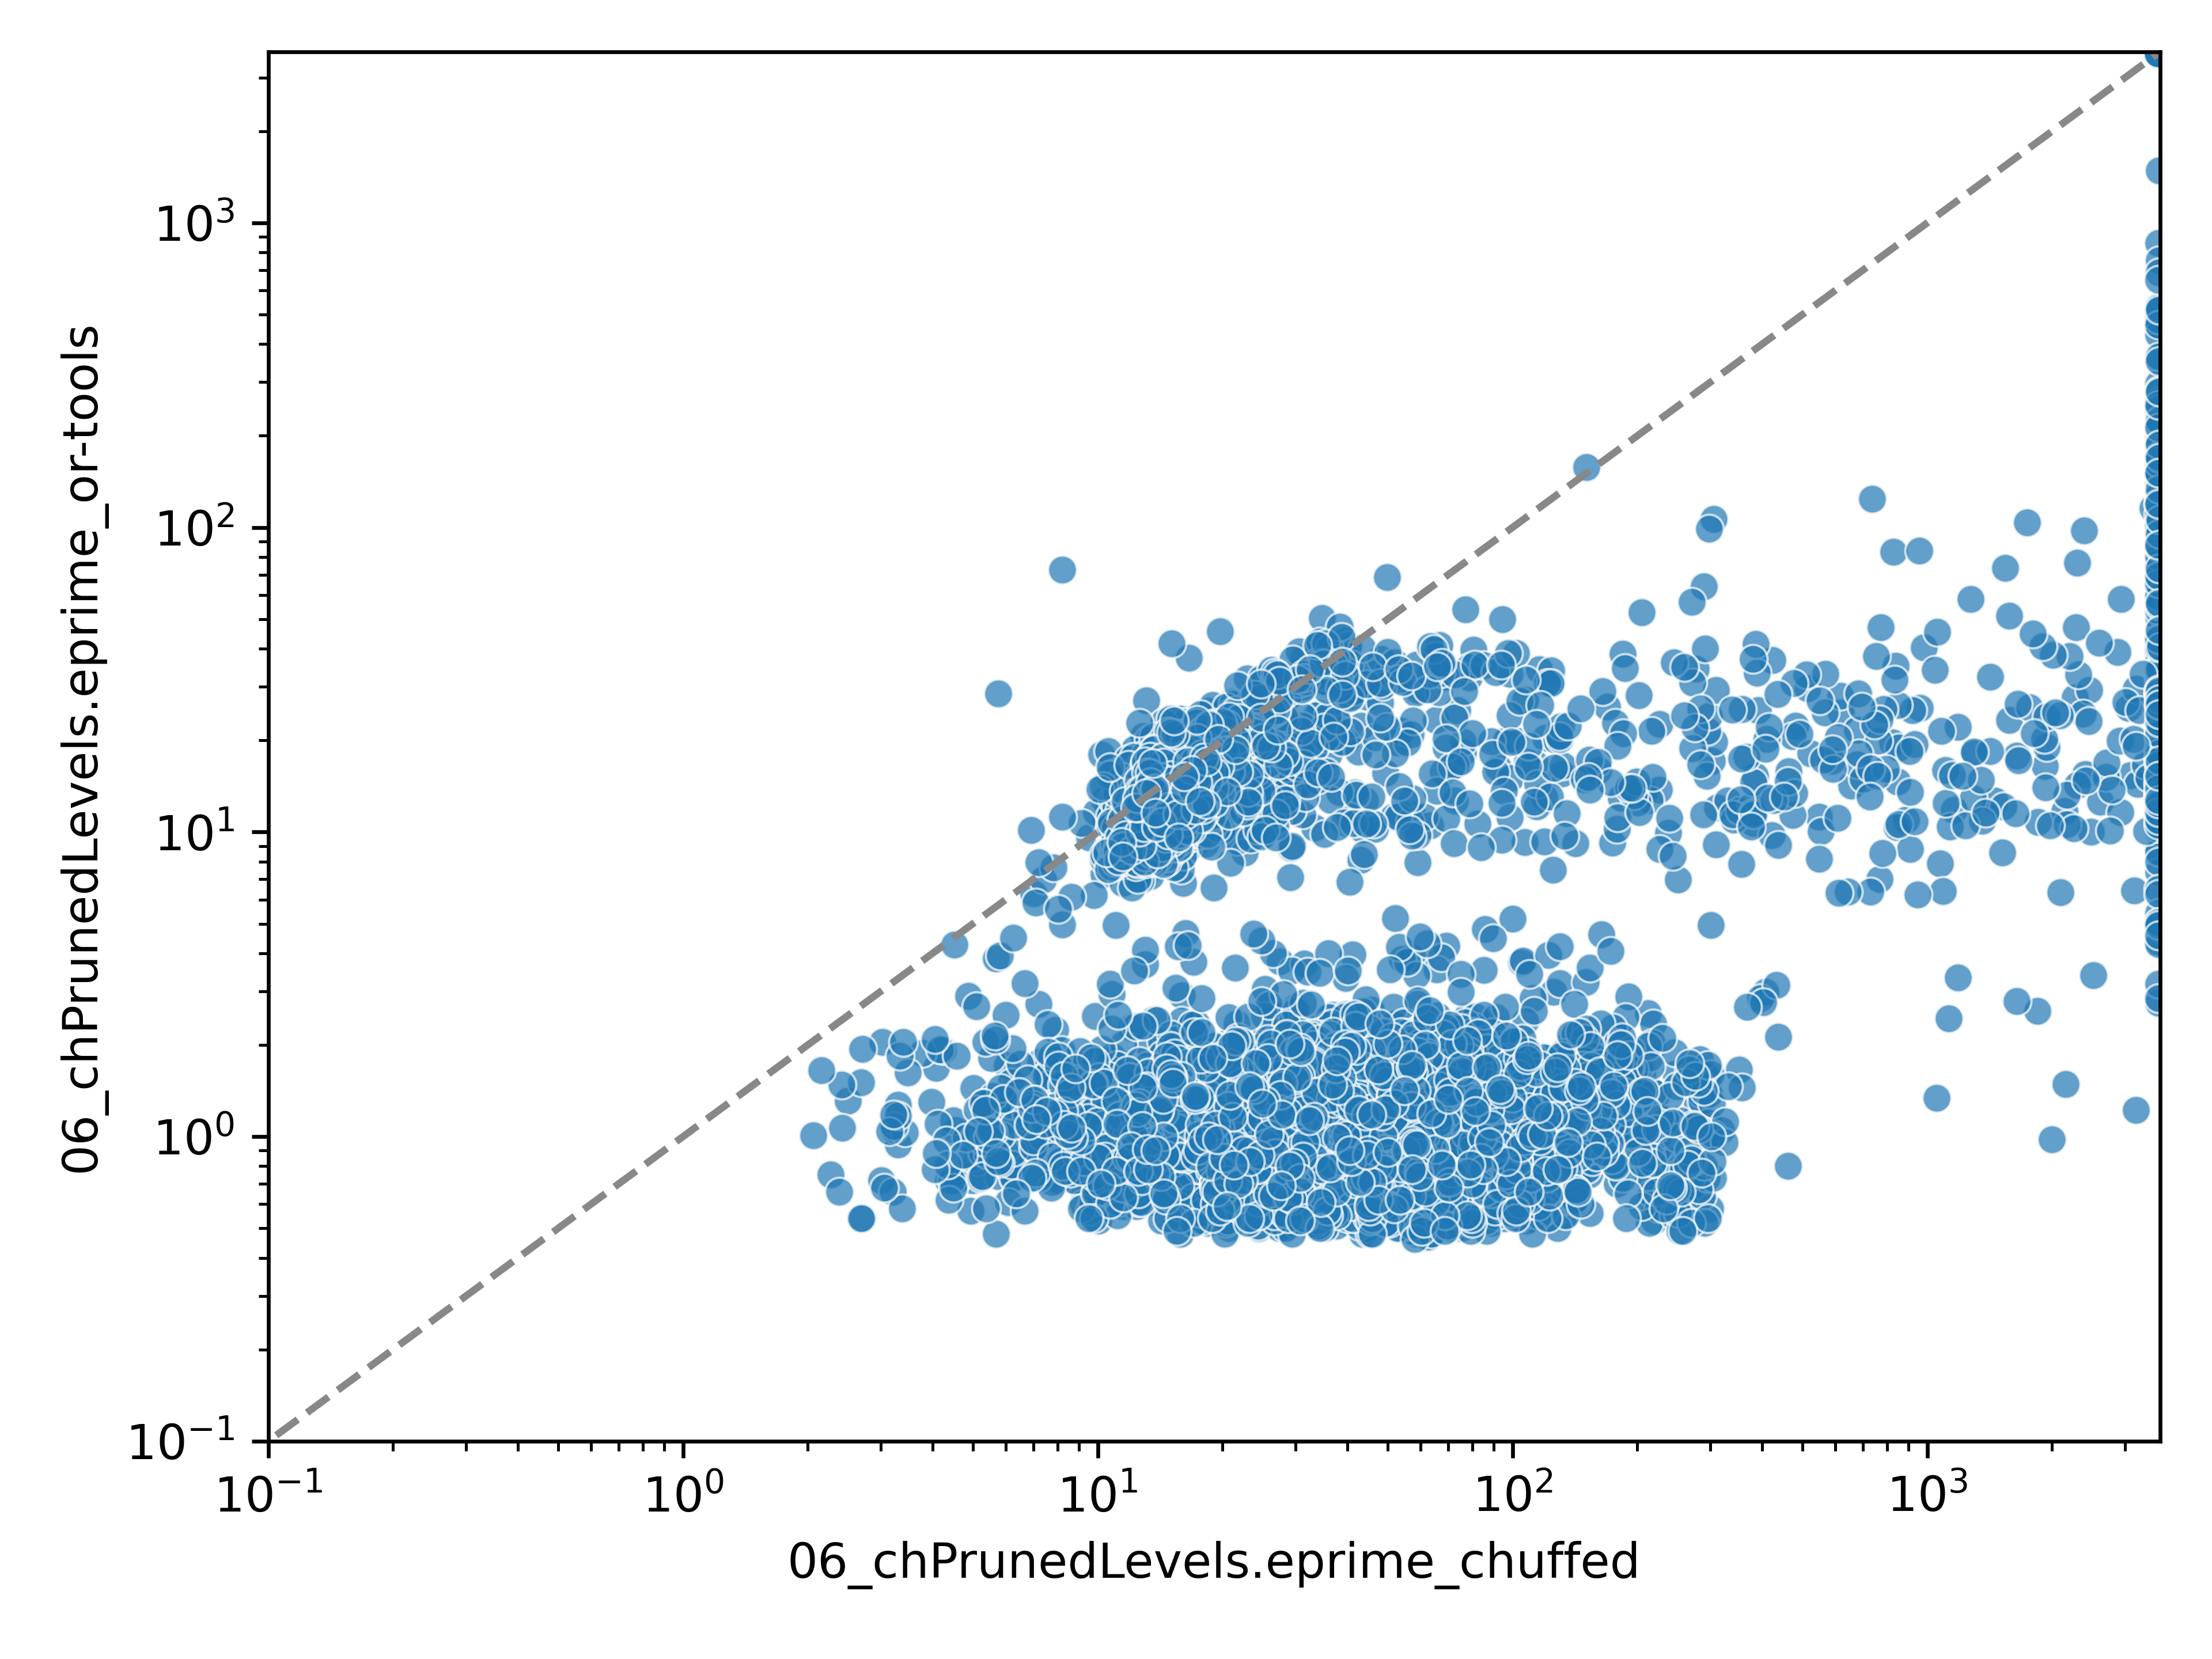 06_chPrunedLevels.eprime_or-tools
10³
10²
10¹
10⁰
10⁻¹
10⁻¹ 10⁰ 10¹ 10² 10³
06_chPrunedLevels.eprime_chuffed